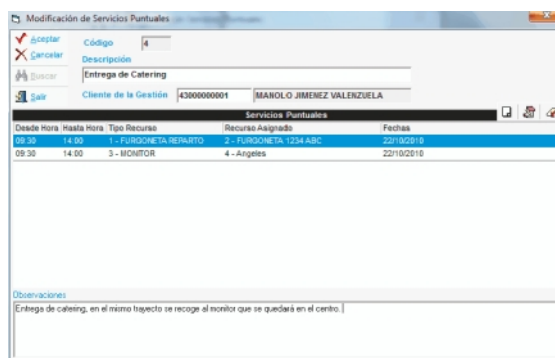 Modificación de Servicios Puntuales
Aceptar
Código 4
Cancelar
Descripción
Buscar
Entrega de Catering
Salir
Cliente de la Gestión 43000000001 MANOLO JIMENEZ VALENZUELA
Servicios Puntuales
Desde Hora Hasta Hora Tipo Recurso Recurso Asignado Fechas
09:30 14:00 1 - FURGONETA REPARTO 2 - FURGONETA 1234 ABC 22/10/2010
09:30 14:00 3 - MONITOR 4 - Angeles 22/10/2010
Observaciones
Entrega de catering, en el mismo trayecto se recoge al monitor que se quedará en el centro.